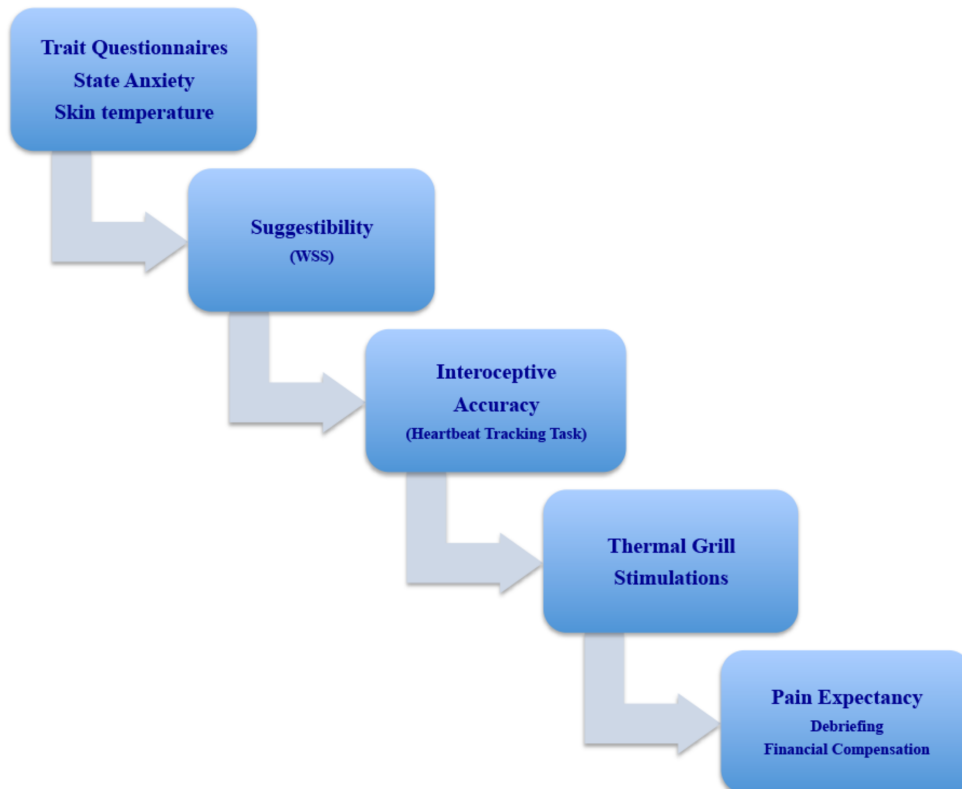 Trait Questionnaires
State Anxiety
Skin temperature
Suggestibility
(WSS)
Interoceptive
Accuracy
(Heartbeat Tracking Task)
Thermal Grill
Stimulations
Pain Expectancy
Debriefing
Financial Compensation